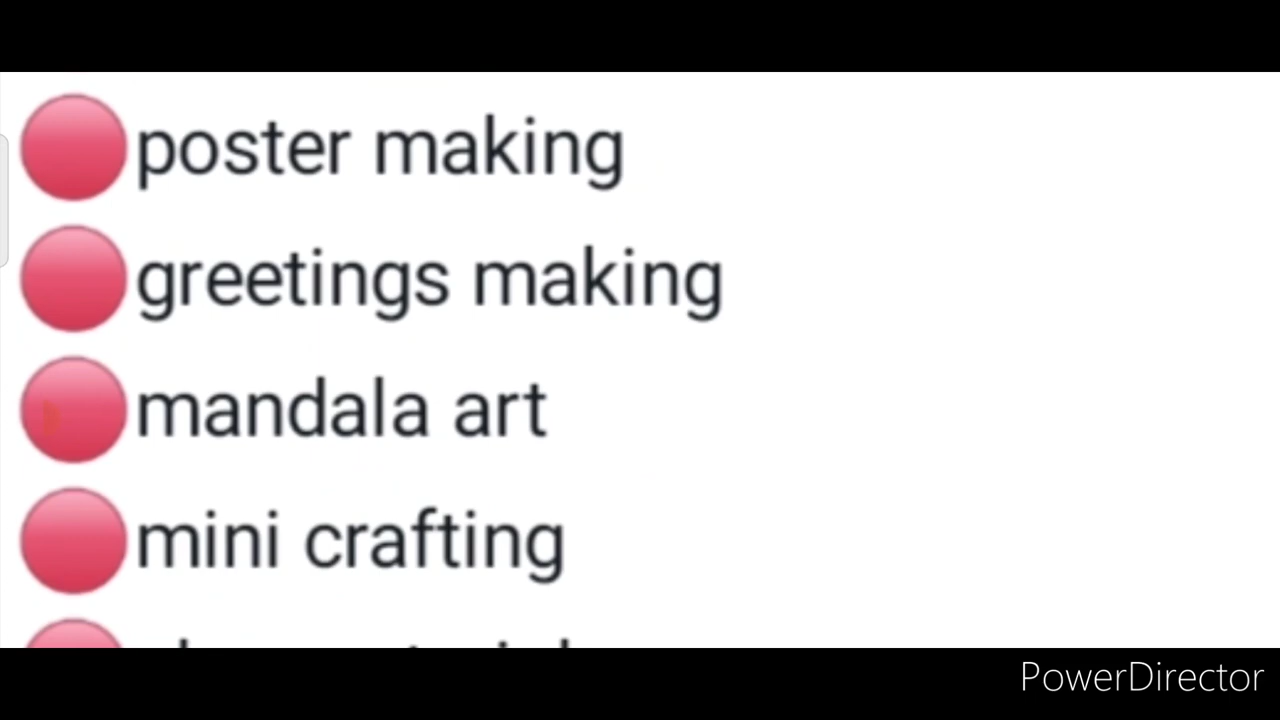 poster making
greetings making
mandala art
mini crafting
PowerDirector